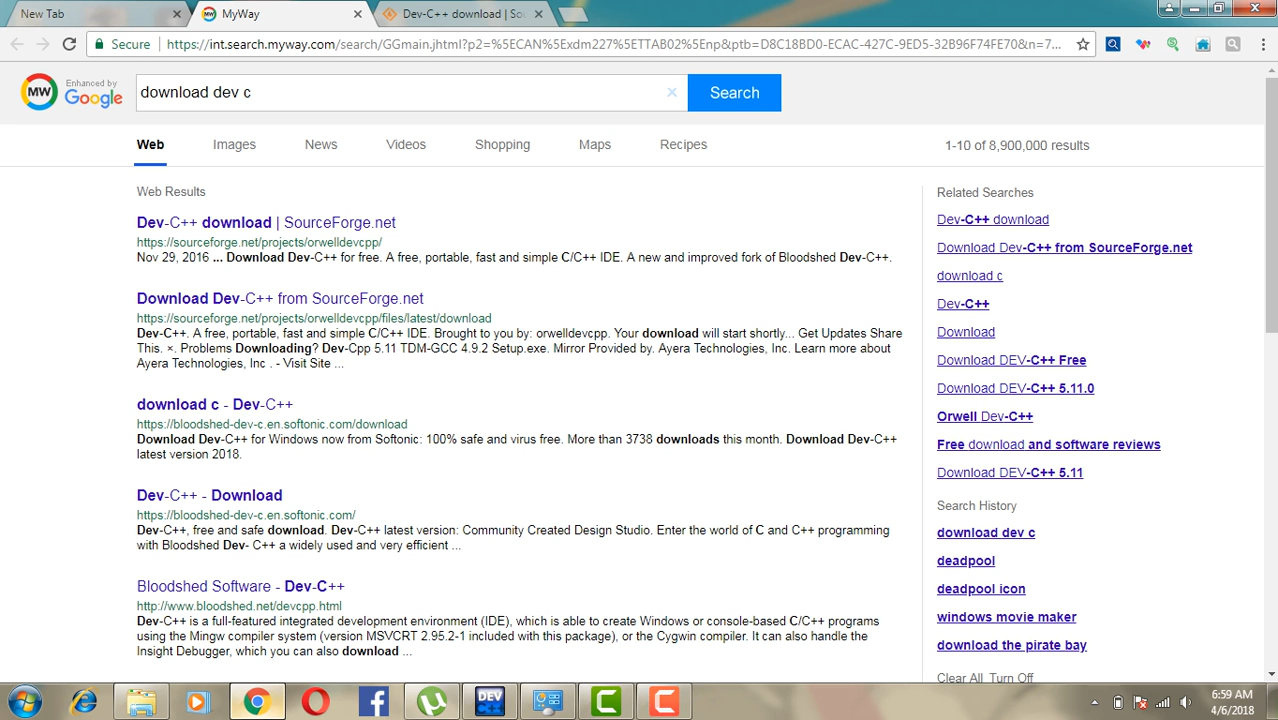 New Tab
MyWay
Dev-C++ download | Sou
Secure
https://int.search.myway.com/search/GGmain.jhtml?p2=%5ECAN%5Exdm227%5ETTAB02%5Enp&ptb=D8C18BD0-ECAC-427C-9ED5-32B96F74FE70&n=7...
MW
Enhanced by
Google
download dev c
Search
Web
Images
News
Videos
Shopping
Maps
Recipes
1-10 of 8,900,000 results
Web Results
Dev-C++ download | SourceForge.net
https://sourceforge.net/projects/orwelldevcpp/
Nov 29, 2016 ... Download Dev-C++ for free. A free, portable, fast and simple C/C++ IDE. A new and improved fork of Bloodshed Dev-C++.
Download Dev-C++ from SourceForge.net
https://sourceforge.net/projects/orwelldevcpp/files/latest/download
Dev-C++. A free, portable, fast and simple C/C++ IDE. Brought to you by: orwelldevcpp. Your download will start shortly... Get Updates Share
This. ×. Problems Downloading? Dev-Cpp 5.11 TDM-GCC 4.9.2 Setup.exe. Mirror Provided by. Ayera Technologies, Inc. Learn more about
Ayera Technologies, Inc . - Visit Site ...
download c - Dev-C++
https://bloodshed-dev-c.en.softonic.com/download
Download Dev-C++ for Windows now from Softonic: 100% safe and virus free. More than 3738 downloads this month. Download Dev-C++
latest version 2018.
Dev-C++ - Download
https://bloodshed-dev-c.en.softonic.com/
Dev-C++, free and safe download. Dev-C++ latest version: Community Created Design Studio. Enter the world of C and C++ programming
with Bloodshed Dev- C++ a widely used and very efficient ...
Bloodshed Software - Dev-C++
http://www.bloodshed.net/devcpp.html
Dev-C++ is a full-featured integrated development environment (IDE), which is able to create Windows or console-based C/C++ programs
using the Mingw compiler system (version MSVCRT 2.95.2-1 included with this package), or the Cygwin compiler. It can also handle the
Insight Debugger, which you can also download ...
Related Searches
Dev-C++ download
Download Dev-C++ from SourceForge.net
download c
Dev-C++
Download
Download DEV-C++ Free
Download DEV-C++ 5.11.0
Orwell Dev-C++
Free download and software reviews
Download DEV-C++ 5.11
Search History
download dev c
deadpool
deadpool icon
windows movie maker
download the pirate bay
Clear All Turn Off
DEV
6:59 AM
4/6/2018